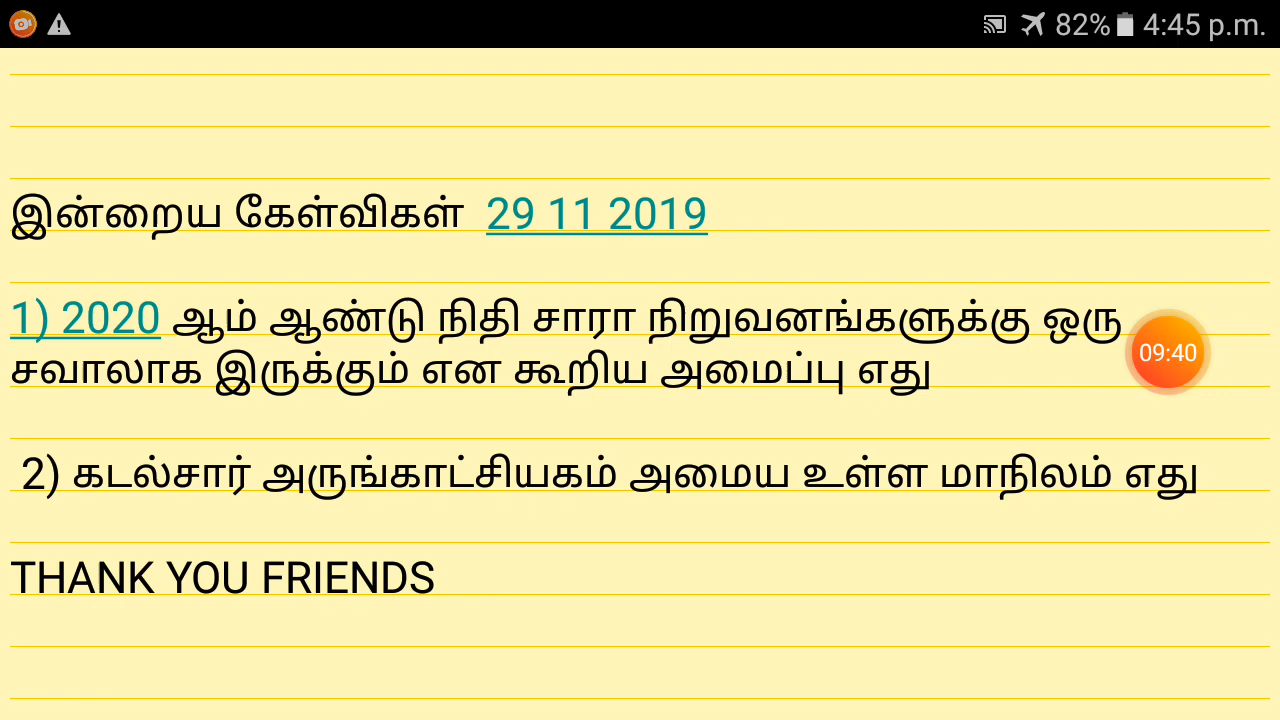 82% 4:45 p.m.
இன்றைய கேள்விகள் 29 11 2019
1) 2020 ஆம் ஆண்டு நிதி சாரா நிறுவனங்களுக்கு ஒரு
சவாலாக இருக்கும் என கூறிய அமைப்பு எது
09:40
2) கடல்சார் அருங்காட்சியகம் அமைய உள்ள மாநிலம் எது
THANK YOU FRIENDS